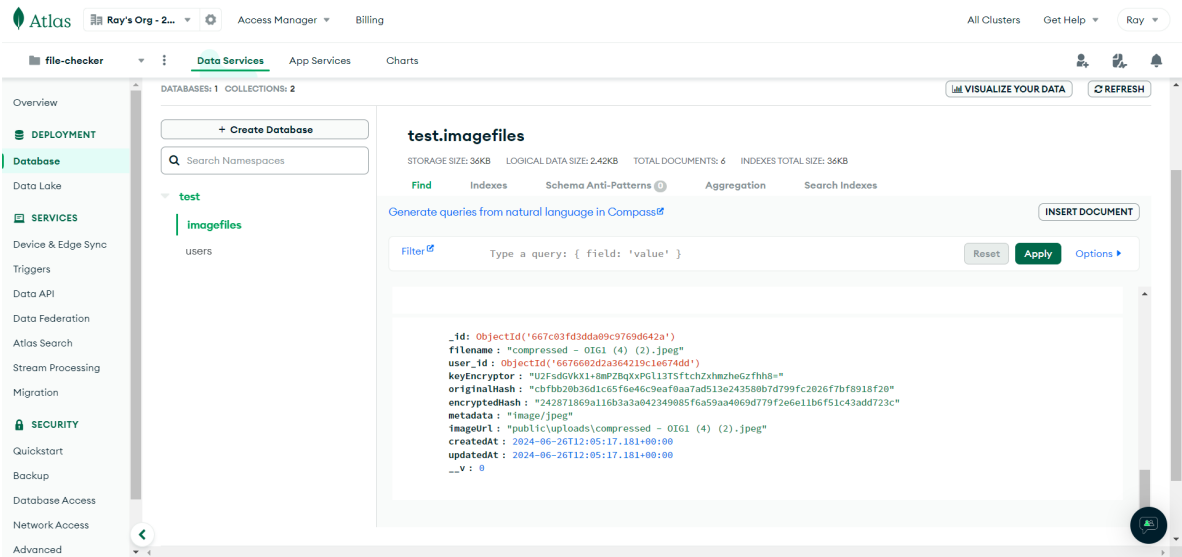 Atlas
Ray's Org - 2...
Access Manager
Billing
All Clusters
Get Help
Ray
file-checker
Data Services
App Services
Charts
Overview
DEPLOYMENT
Database
Data Lake
SERVICES
Device & Edge Sync
Triggers
Data API
Data Federation
Atlas Search
Stream Processing
Migration
SECURITY
Quickstart
Backup
Database Access
Network Access
Advanced
DATABASES: 1 COLLECTIONS: 2
VISUALIZE YOUR DATA
REFRESH
+ Create Database
Search Namespaces
test
imagefiles
users
test.imagefiles
STORAGE SIZE: 36KB LOGICAL DATA SIZE: 2.42KB TOTAL DOCUMENTS: 6 INDEXES TOTAL SIZE: 36KB
Find
Indexes
Schema Anti-Patterns 0
Aggregation
Search Indexes
Generate queries from natural language in Compass
INSERT DOCUMENT
Filter
Type a query: { field: 'value' }
Reset
Apply
Options
_id: ObjectId('667c03fd3dda09c9769d642a')
filename : "compressed - OIG1 (4) (2).jpeg"
user_id : ObjectId('6676602d2a364219c1e674dd')
keyEncryptor : "U2FsdGVkX1+8mPZBqXxPGl13TSftchZxhmzheGzfhh8="
originalHash : "cbfbb20b36d1c65f6e46c9eaf0aa7ad513e243580b7d799fc2026f7bf8918f20"
encryptedHash : "242871869a116b3a3a042349085f6a59aa4069d779f2e6e11b6f51c43add723c"
metadata : "image/jpeg"
imageUrl : "public\uploads\compressed - OIG1 (4) (2).jpeg"
createdAt : 2024-06-26T12:05:17.181+00:00
updatedAt : 2024-06-26T12:05:17.181+00:00
__v : 0